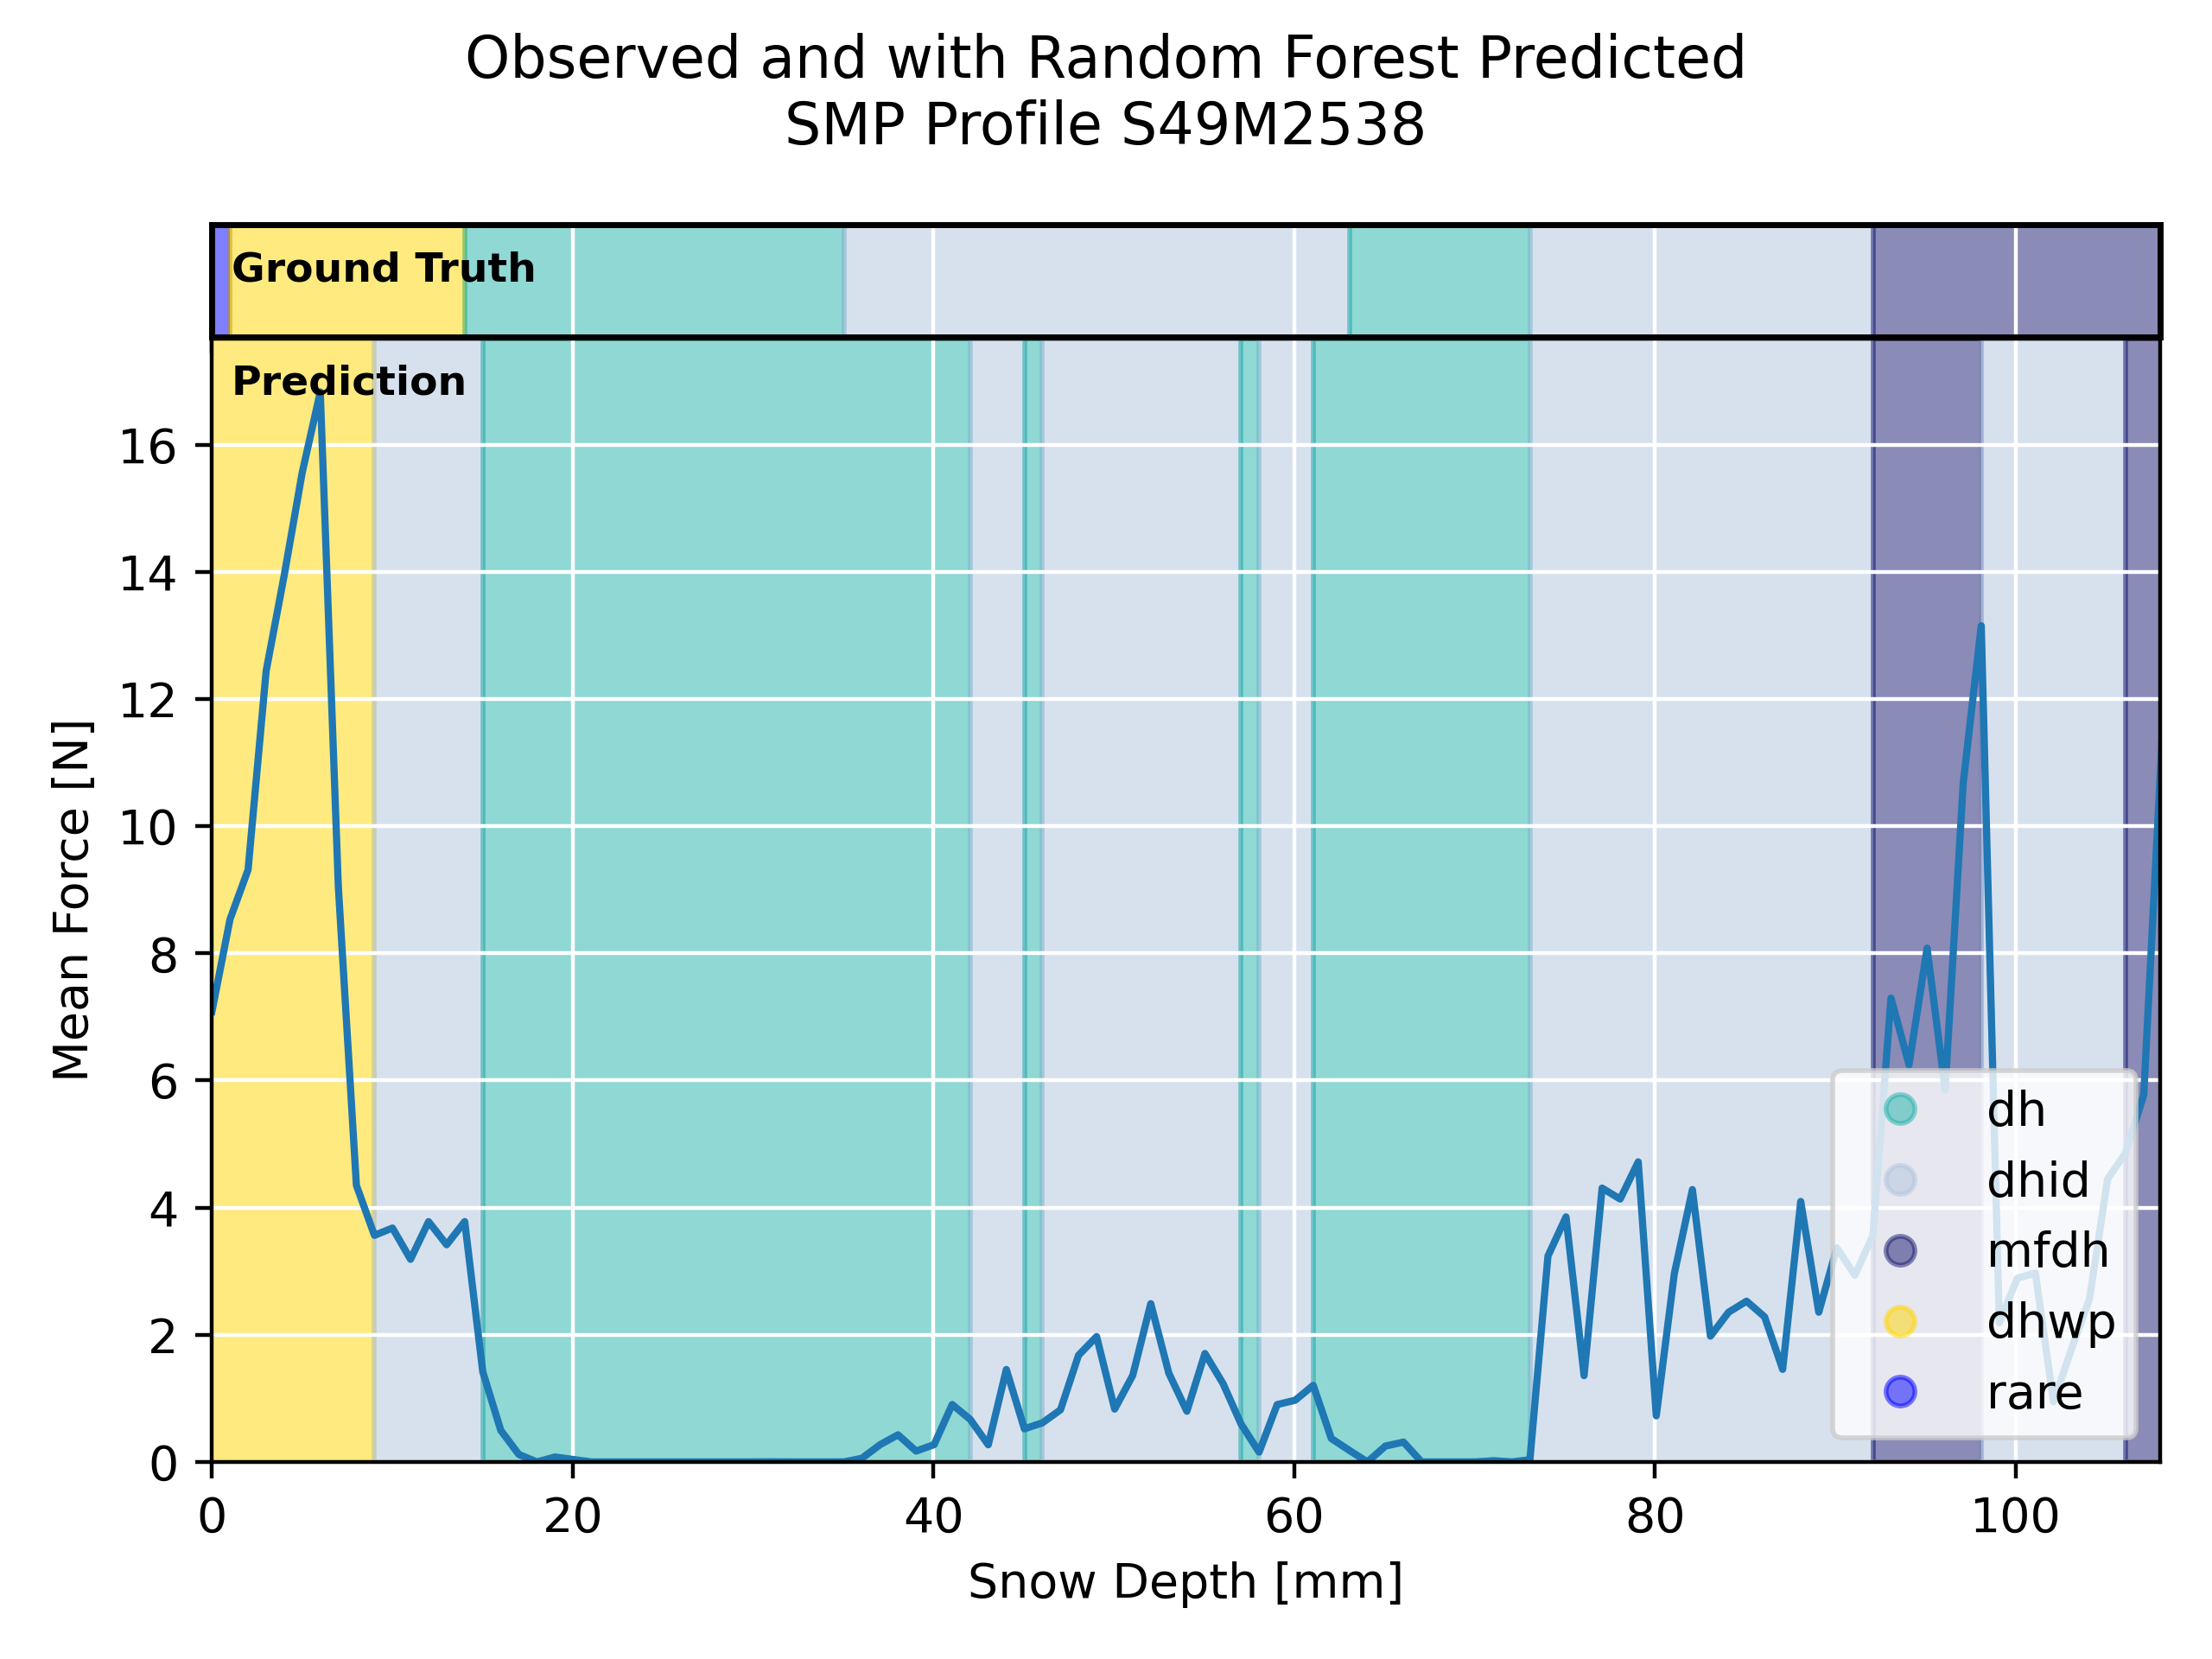 Observed and with Random Forest Predicted
SMP Profile S49M2538
Ground Truth
Prediction
16
14
12
10
8
6
4
2
0
Mean Force [N]
dh
dhid
mfdh
dhwp
rare
0 20 40 60 80 100
Snow Depth [mm]